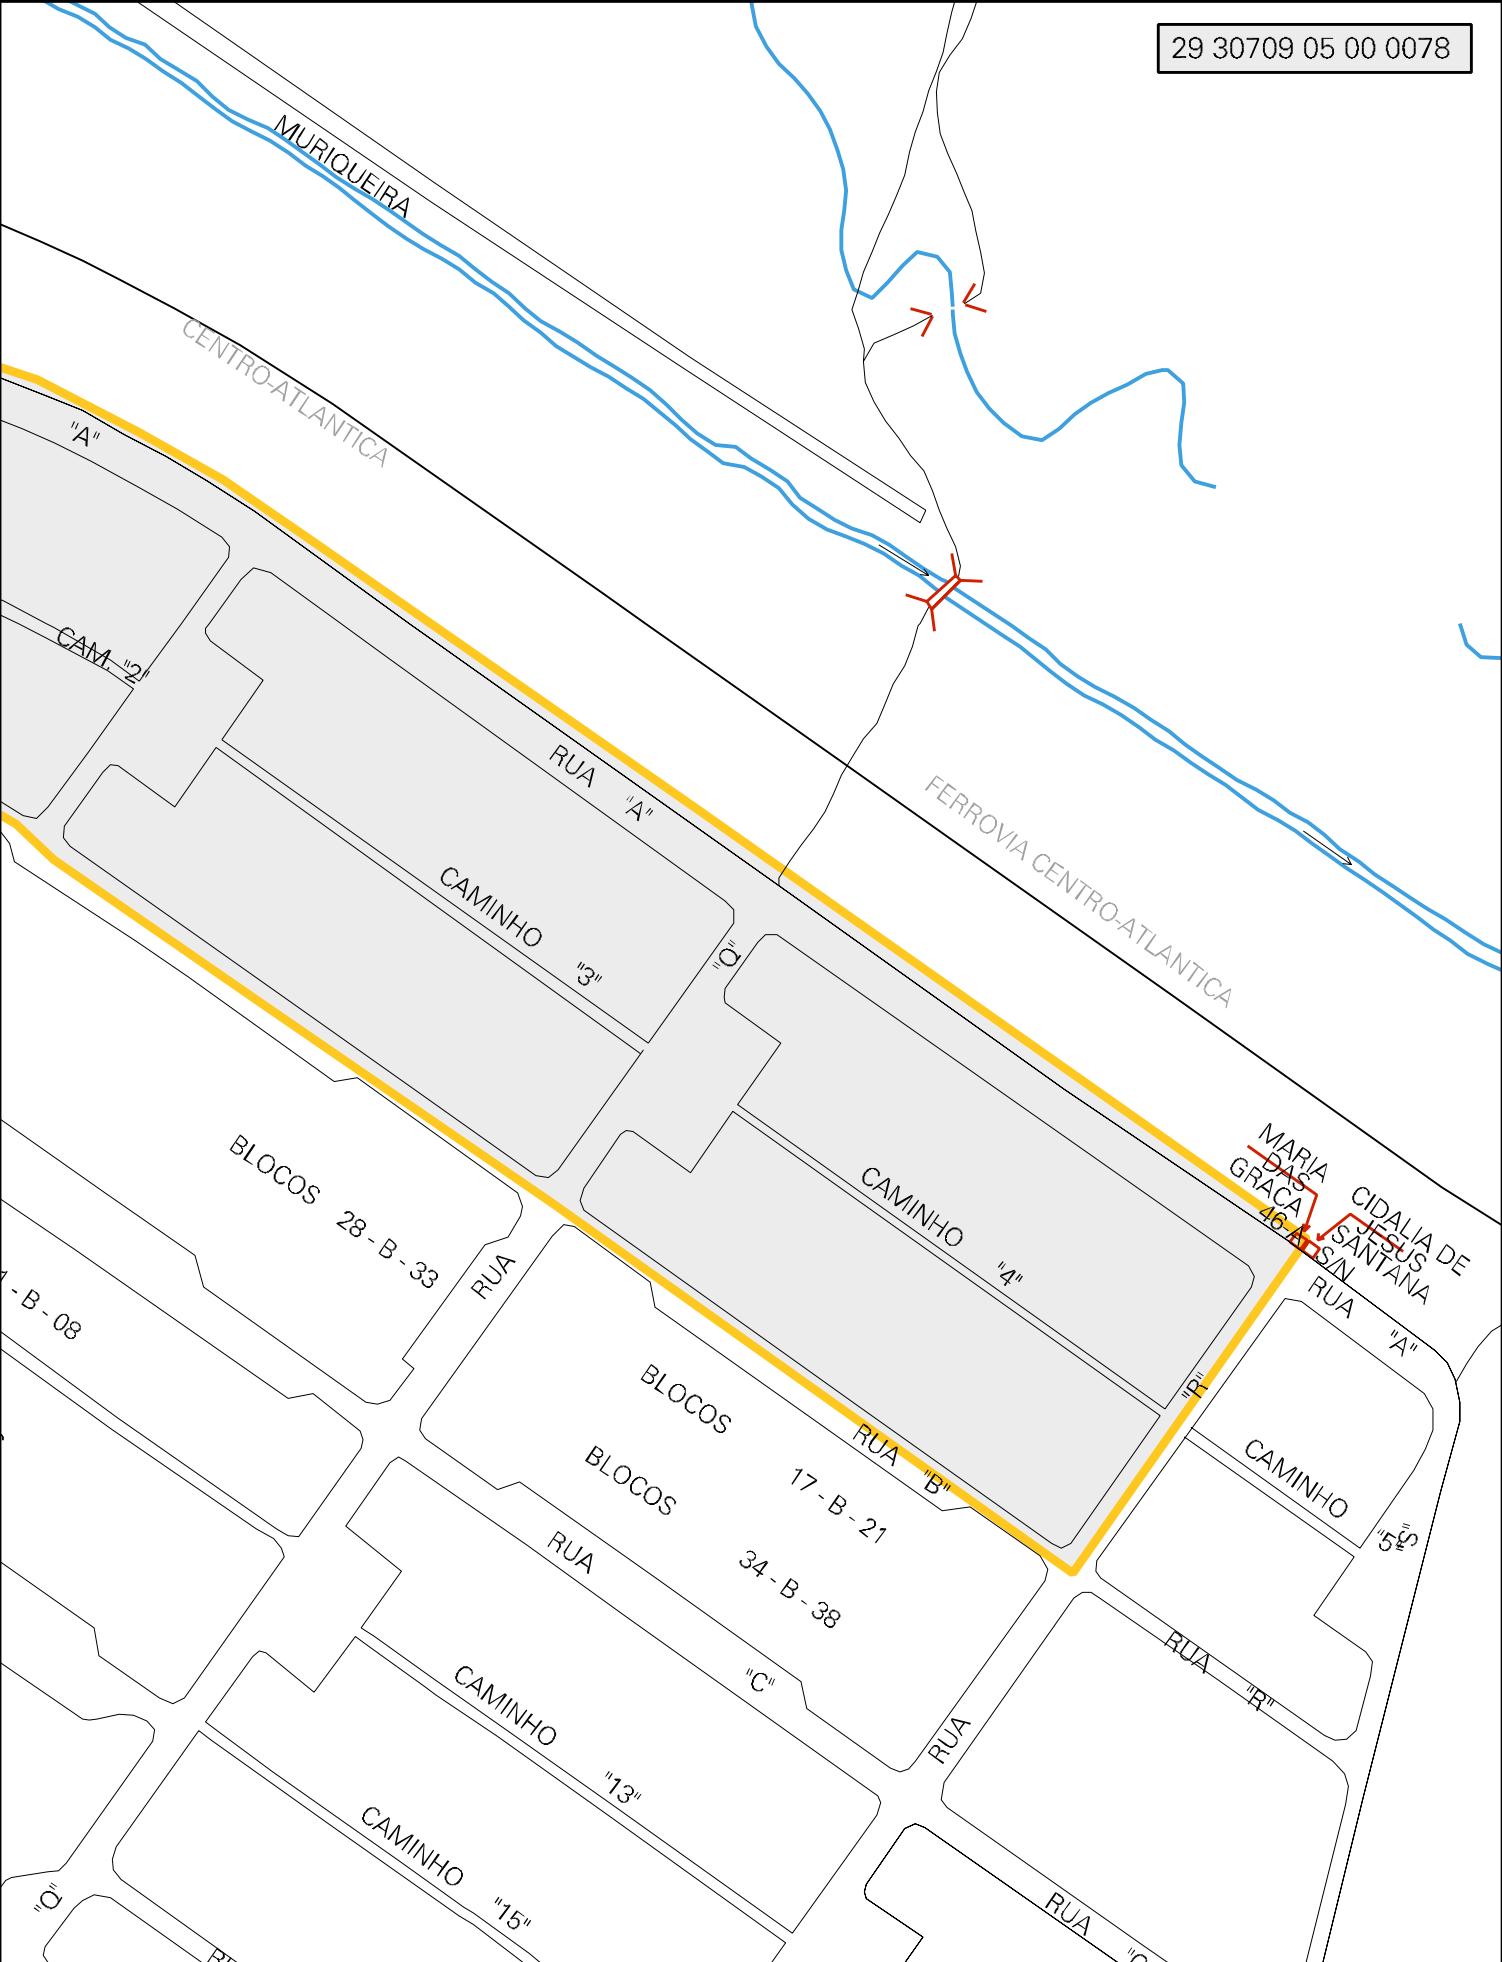 29 30709 05 00 0078
MURIQUEIRA
CENTRO-ATLANTICA
"A"
CAM. "2"
RUA "A"
FERROVIA CENTRO-ATLANTICA
CAMINHO "3"
"Q"
MARIA
DAS
GRACA
46-A
CIDALIA DE
JESUS
SANTANA
S/N
BLOCOS 28-B-33
CAMINHO "4"
RUA
RUA "A"
- B - 08
"R"
BLOCOS 17-B-21
RUA "B"
CAMINHO "5"
"S"
BLOCOS 34-B-38
RUA "C"
RUA "R"
CAMINHO "13"
RUA
CAMINHO "15"
"Q"
RUA